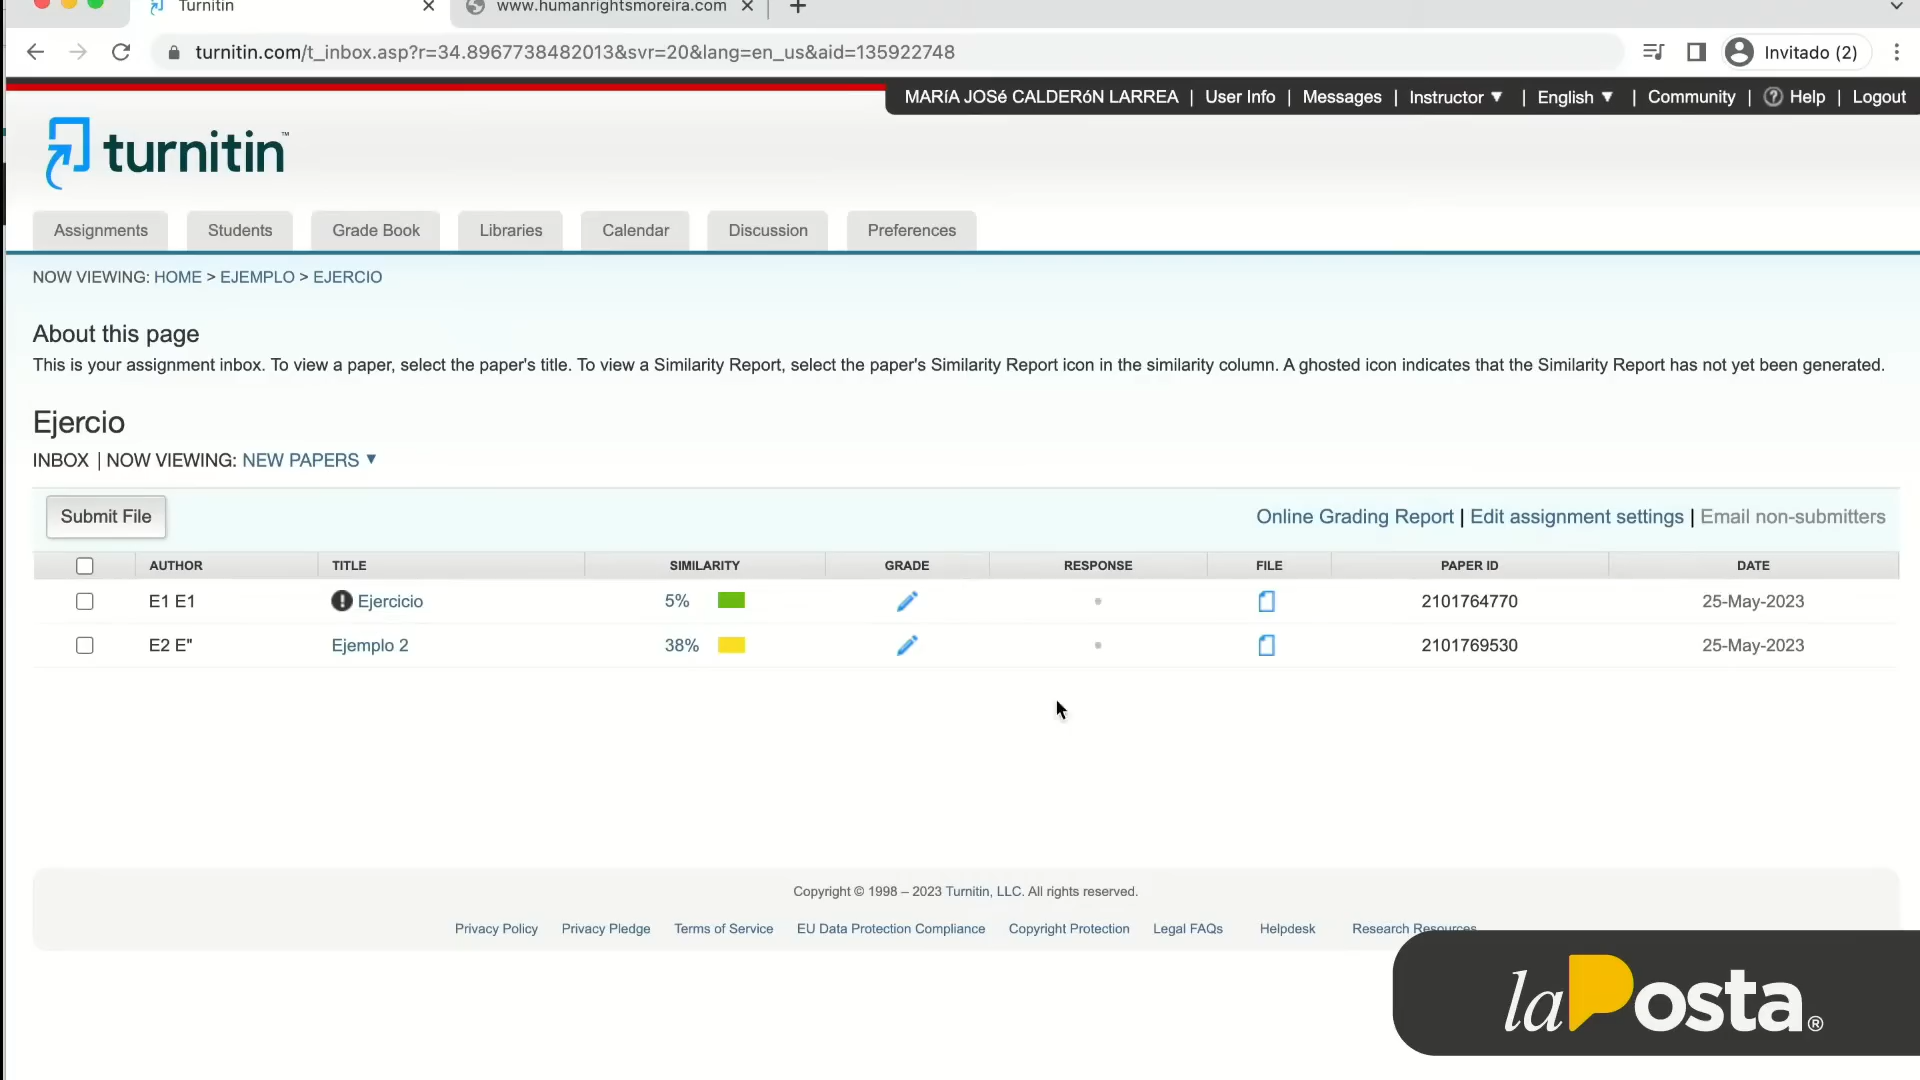 Turnitin
www.humanrightsmoreira.com
turnitin.com/t_inbox.asp?r=34.8967738482013&svr=20&lang=en_us&aid=135922748
Invitado (2)
MARíA JOSé CALDERóN LARREA | User Info | Messages | Instructor ▼ | English ▼ | Community | ? Help | Logout
turnitin™
Assignments
Students
Grade Book
Libraries
Calendar
Discussion
Preferences
NOW VIEWING: HOME > EJEMPLO > EJERCIO
About this page
This is your assignment inbox. To view a paper, select the paper's title. To view a Similarity Report, select the paper's Similarity Report icon in the similarity column. A ghosted icon indicates that the Similarity Report has not yet been generated.
Ejercio
INBOX | NOW VIEWING: NEW PAPERS ▼
Submit File
Online Grading Report | Edit assignment settings | Email non-submitters
AUTHOR TITLE SIMILARITY GRADE RESPONSE FILE PAPER ID DATE
E1 E1 Ejercicio 5% 2101764770 25-May-2023
E2 E" Ejemplo 2 38% 2101769530 25-May-2023
Copyright © 1998 – 2023 Turnitin, LLC. All rights reserved.
Privacy Policy Privacy Pledge Terms of Service EU Data Protection Compliance Copyright Protection Legal FAQs Helpdesk Research Resources
la Posta®